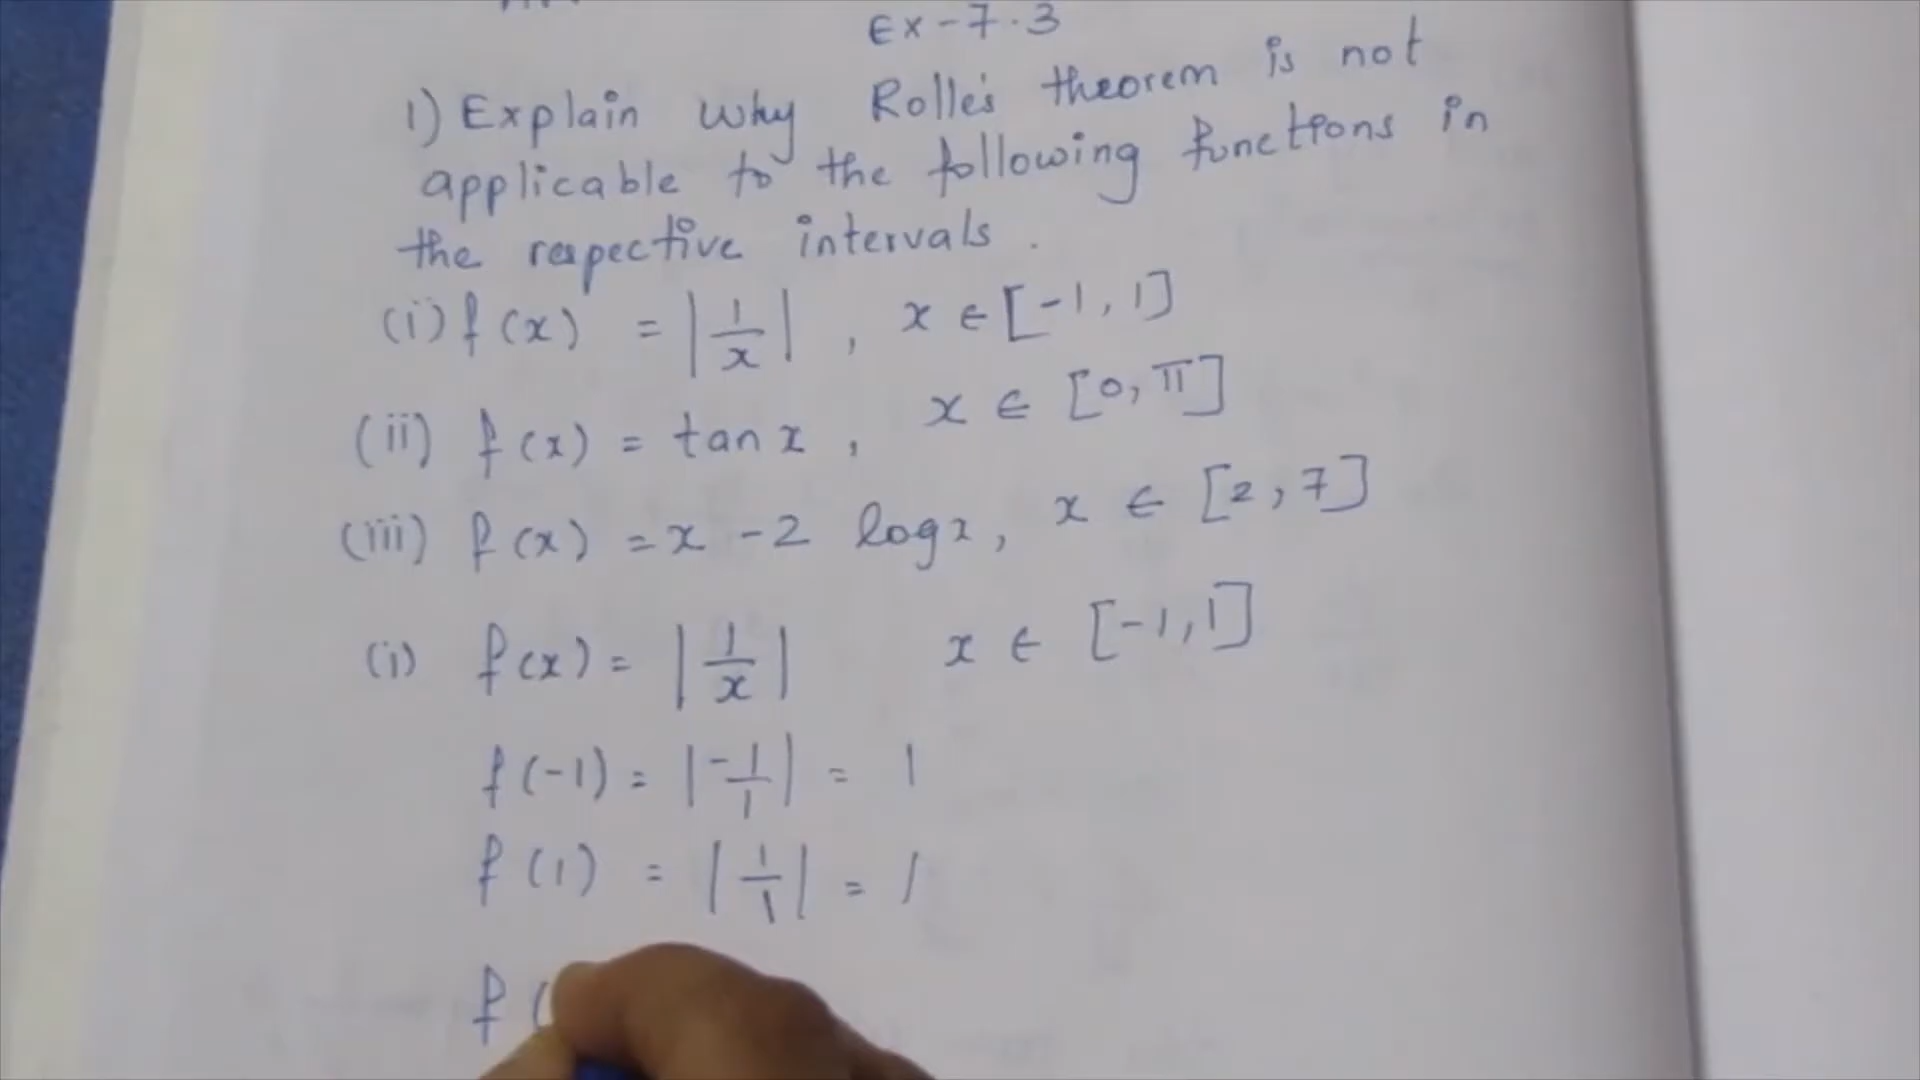 Ex-7.3
1) Explain why Rolle's theorem is not
applicable to the following functions in
the respective intervals.
(i) f(x) = |1/x|, x ∈ [-1, 1]
(ii) f(x) = tan x, x ∈ [0, π]
(iii) f(x) = x - 2 log x, x ∈ [2, 7]
(i) f(x) = |1/x| x ∈ [-1, 1]
f(-1) = |-1/1| = 1
f(1) = |1/1| = 1
f(